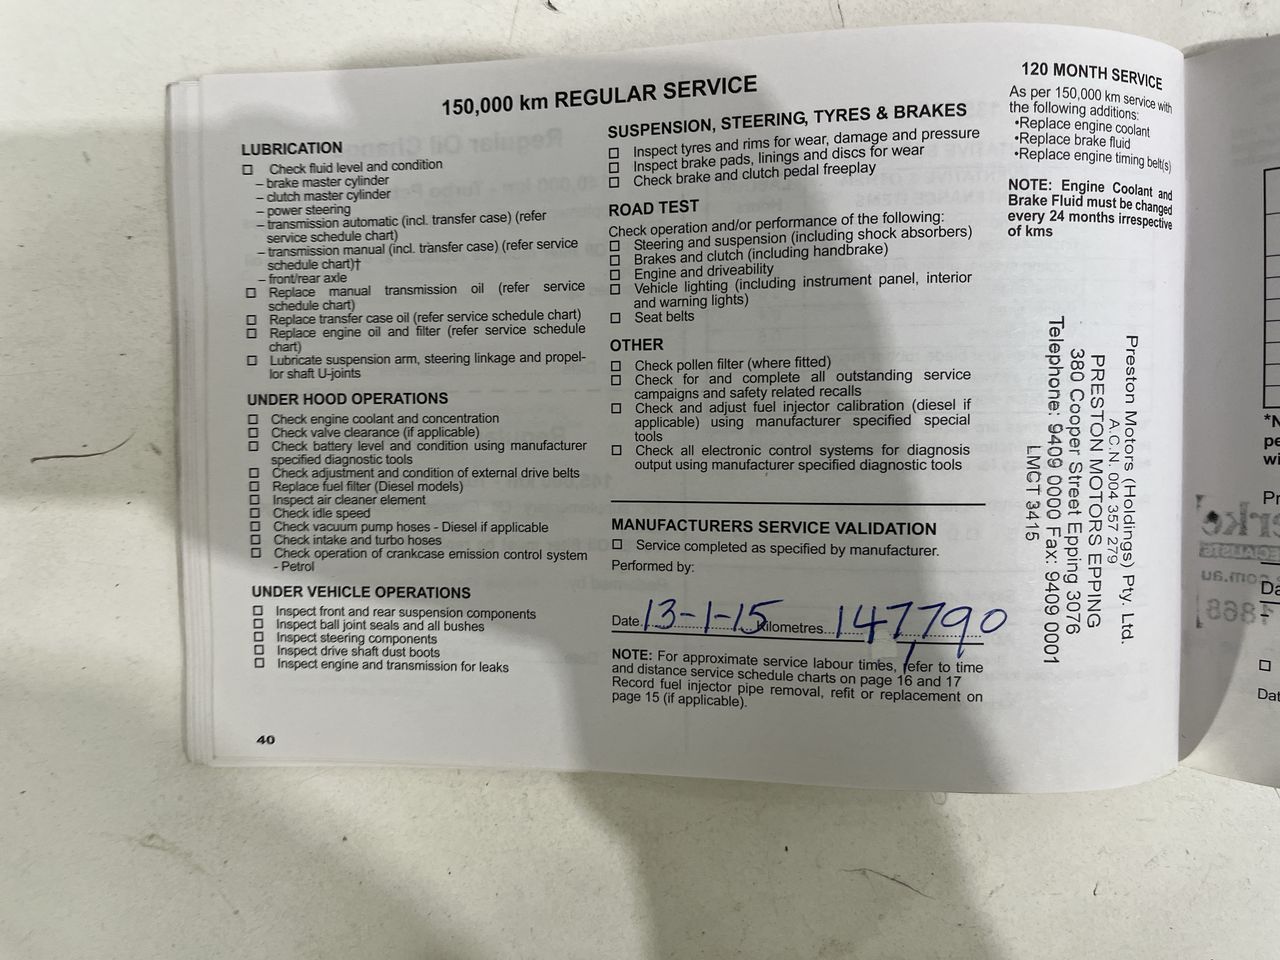 150,000 km REGULAR SERVICE
LUBRICATION
☐ Check fluid level and condition
– brake master cylinder
– clutch master cylinder
– power steering
– transmission automatic (incl. transfer case) (refer
service schedule chart)
– transmission manual (incl. transfer case) (refer service
schedule chart)†
– front/rear axle
☐ Replace manual transmission oil (refer service
schedule chart)
☐ Replace transfer case oil (refer service schedule chart)
☐ Replace engine oil and filter (refer service schedule
chart)
☐ Lubricate suspension arm, steering linkage and propel-
lor shaft U-joints
UNDER HOOD OPERATIONS
☐ Check engine coolant and concentration
☐ Check valve clearance (if applicable)
☐ Check battery level and condition using manufacturer
specified diagnostic tools
☐ Check adjustment and condition of external drive belts
☐ Replace fuel filter (Diesel models)
☐ Inspect air cleaner element
☐ Check idle speed
☐ Check vacuum pump hoses - Diesel if applicable
☐ Check intake and turbo hoses
☐ Check operation of crankcase emission control system
- Petrol
UNDER VEHICLE OPERATIONS
☐ Inspect front and rear suspension components
☐ Inspect ball joint seals and all bushes
☐ Inspect steering components
☐ Inspect drive shaft dust boots
☐ Inspect engine and transmission for leaks
40
SUSPENSION, STEERING, TYRES & BRAKES
☐ Inspect tyres and rims for wear, damage and pressure
☐ Inspect brake pads, linings and discs for wear
☐ Check brake and clutch pedal freeplay
ROAD TEST
Check operation and/or performance of the following:
☐ Steering and suspension (including shock absorbers)
☐ Brakes and clutch (including handbrake)
☐ Engine and driveability
☐ Vehicle lighting (including instrument panel, interior
and warning lights)
☐ Seat belts
OTHER
☐ Check pollen filter (where fitted)
☐ Check for and complete all outstanding service
campaigns and safety related recalls
☐ Check and adjust fuel injector calibration (diesel if
applicable) using manufacturer specified special
tools
☐ Check all electronic control systems for diagnosis
output using manufacturer specified diagnostic tools
MANUFACTURERS SERVICE VALIDATION
☐ Service completed as specified by manufacturer.
Performed by:
Date 13-1-15 Kilometres 147790
NOTE: For approximate service labour times, refer to time
and distance service schedule charts on page 16 and 17
Record fuel injector pipe removal, refit or replacement on
page 15 (if applicable).
120 MONTH SERVICE
As per 150,000 km service with
the following additions:
•Replace engine coolant
•Replace brake fluid
•Replace engine timing belt(s)
NOTE: Engine Coolant and
Brake Fluid must be changed
every 24 months irrespective
of kms
Preston Motors (Holdings) Pty. Ltd.
A.C.N. 004 357 279
PRESTON MOTORS EPPING
380 Cooper Street Epping 3076
Telephone: 9409 0000 Fax: 9409 0001
LMCT 3415